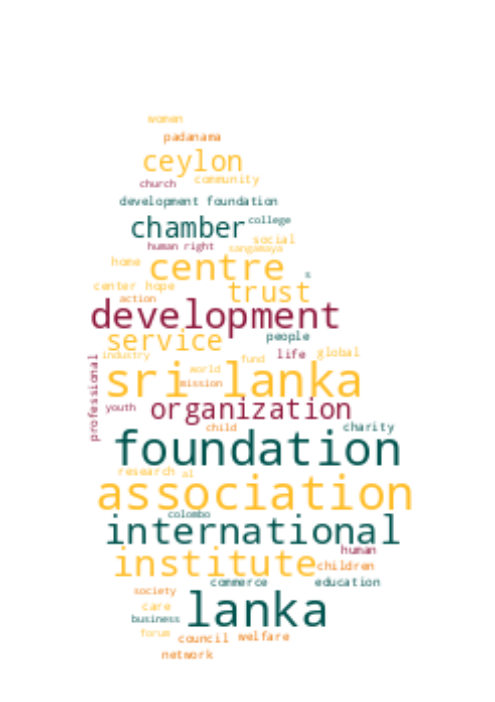 women
padanama
ceylon
church community
development foundation
chamber college
social
human right sangamaya
home centre s
center hope trust
action
development
service people
industry life global
fund
world
sri lanka
mission
professional
youth organization
child charity
foundation
research al
association
colombo
international
human
institute children
commerce education
society
care lanka
business
forum council welfare
network